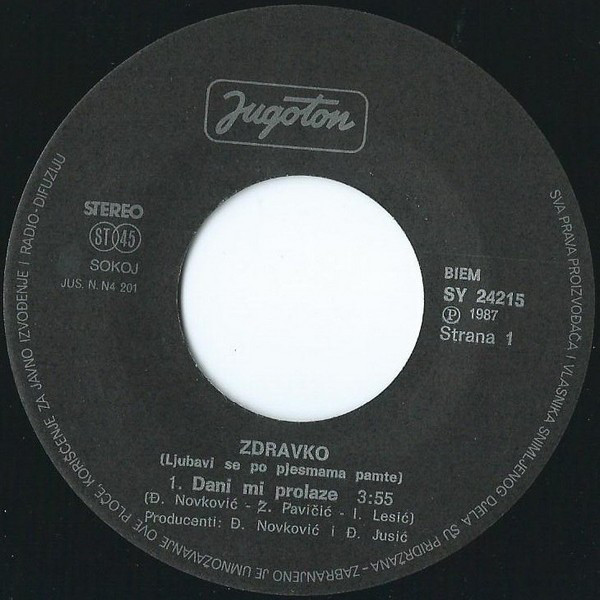 Jugoton
STEREO
ST 45
SOKOJ
JUS. N. N4 201
BIEM
SY 24215
℗ 1987
Strana 1
ZDRAVKO
(Ljubavi se po pjesmama pamte)
1. Dani mi prolaze 3:55
(Đ. Novković - Z. Pavičić - I. Lesić)
Producenti: Đ. Novković i Đ. Jusić
SVA PRAVA PROIZVOĐAČA I VLASNIKA SNIMLJENOG DJELA SU PRIDRŽANA - ZABRANJENO JE UMNOŽAVANJE OVE PLOČE, KORIŠĆENJE ZA JAVNO IZVOĐENJE I RADIO-DIFUZIJU